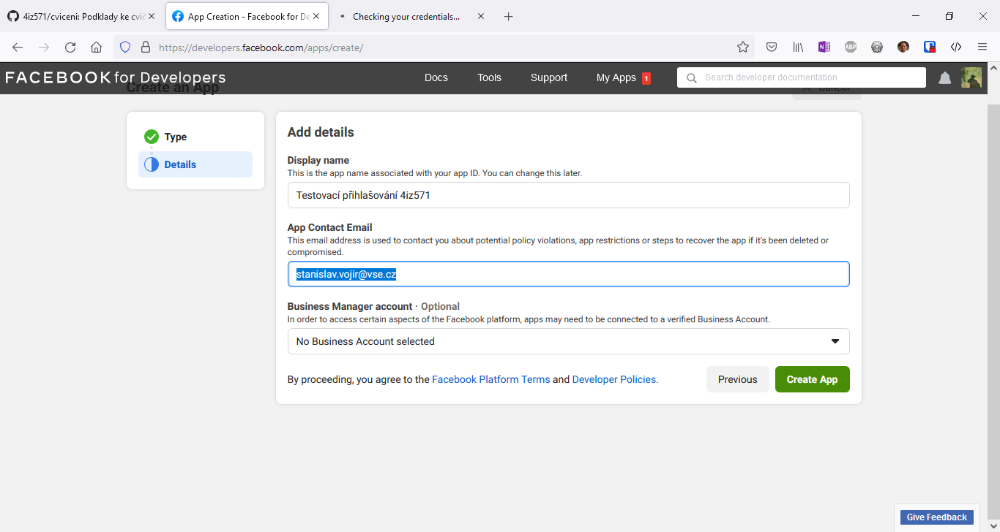 4iz571/cviceni: Podklady ke cvič
App Creation - Facebook for De
Checking your credentials...
https://developers.facebook.com/apps/create/
ABP
FACEBOOK for Developers
Docs
Tools
Support
My Apps 1
Search developer documentation
Create an App
Cancel
Type
Details
Add details
Display name
This is the app name associated with your app ID. You can change this later.
Testovací přihlašování 4iz571
App Contact Email
This email address is used to contact you about potential policy violations, app restrictions or steps to recover the app if it's been deleted or
compromised.
stanislav.vojir@vse.cz
Business Manager account · Optional
In order to access certain aspects of the Facebook platform, apps may need to be connected to a verified Business Account.
No Business Account selected
By proceeding, you agree to the Facebook Platform Terms and Developer Policies.
Previous
Create App
Give Feedback